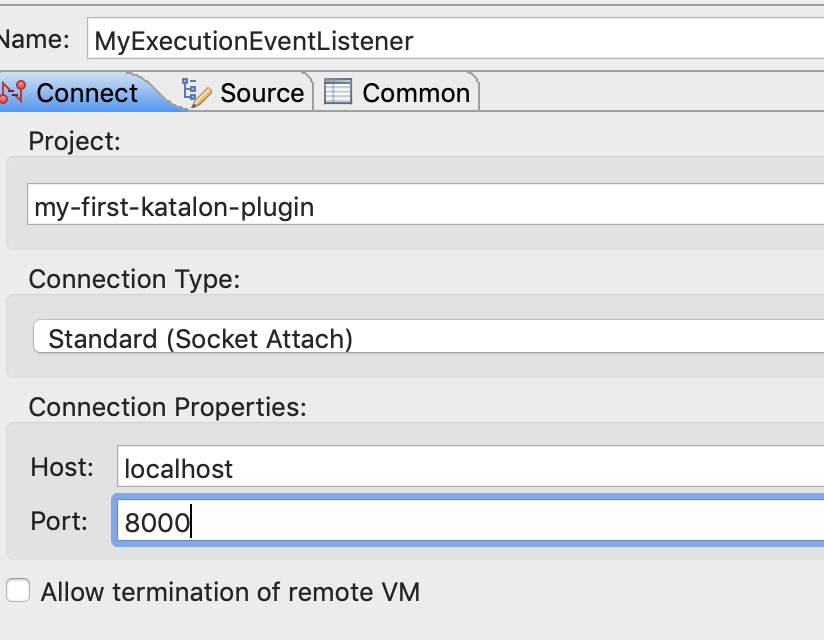 Name: MyExecutionEventListener
Connect Source Common
Project:
my-first-katalon-plugin
Connection Type:
Standard (Socket Attach)
Connection Properties:
Host: localhost
Port: 8000
Allow termination of remote VM